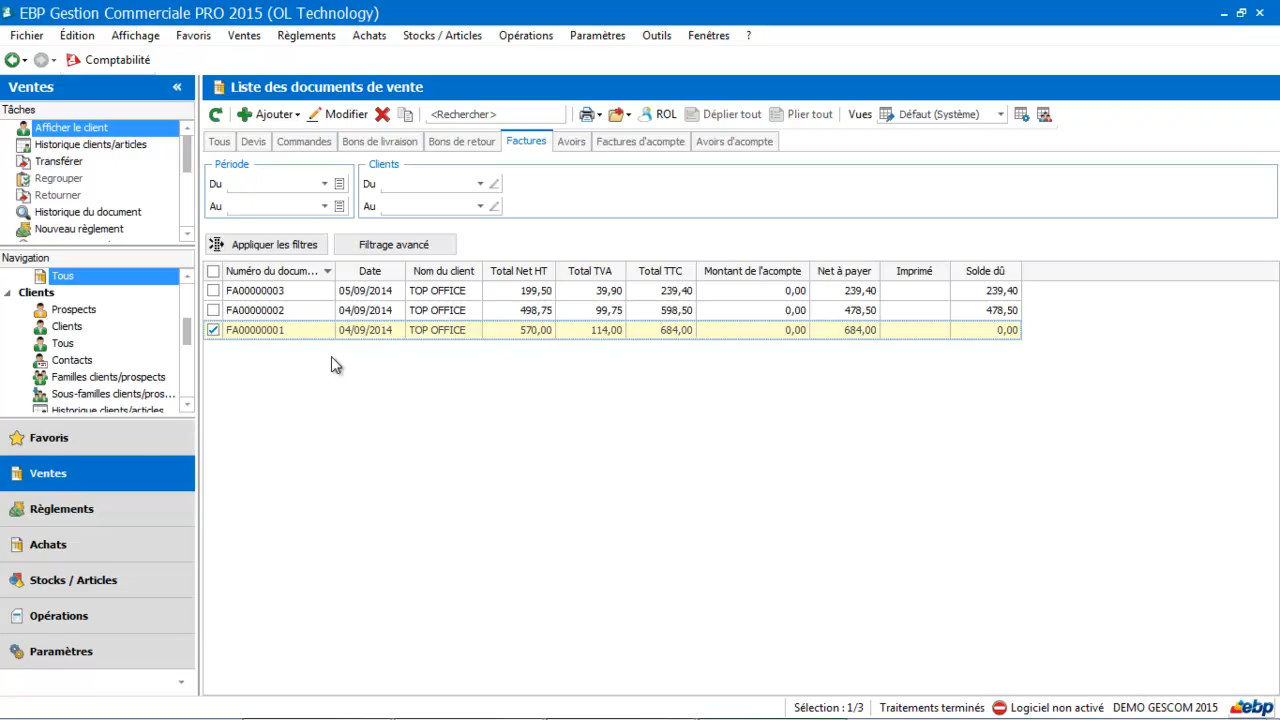 EBP Gestion Commerciale PRO 2015 (OL Technology)
Fichier Édition Affichage Favoris Ventes Règlements Achats Stocks / Articles Opérations Paramètres Outils Fenêtres ?
Comptabilité
Ventes «
Tâches
Afficher le client
Historique clients/articles
Transférer
Regrouper
Retourner
Historique du document
Nouveau règlement
Navigation
Tous
Clients
Prospects
Clients
Tous
Contacts
Familles clients/prospects
Sous-familles clients/pros...
Historique clients/articles
Favoris
Ventes
Règlements
Achats
Stocks / Articles
Opérations
Paramètres
Liste des documents de vente
Ajouter Modifier <Rechercher> ROL Déplier tout Plier tout Vues Défaut (Système)
Tous Devis Commandes Bons de livraison Bons de retour Factures Avoirs Factures d'acompte Avoirs d'acompte
Période Clients
Du Du
Au Au
Appliquer les filtres Filtrage avancé
Numéro du docum... Date Nom du client Total Net HT Total TVA Total TTC Montant de l'acompte Net à payer Imprimé Solde dû
FA00000003 05/09/2014 TOP OFFICE 199,50 39,90 239,40 0,00 239,40 239,40
FA00000002 04/09/2014 TOP OFFICE 498,75 99,75 598,50 0,00 478,50 478,50
FA00000001 04/09/2014 TOP OFFICE 570,00 114,00 684,00 0,00 684,00 0,00
Sélection : 1/3 Traitements terminés Logiciel non activé DEMO GESCOM 2015 ebp